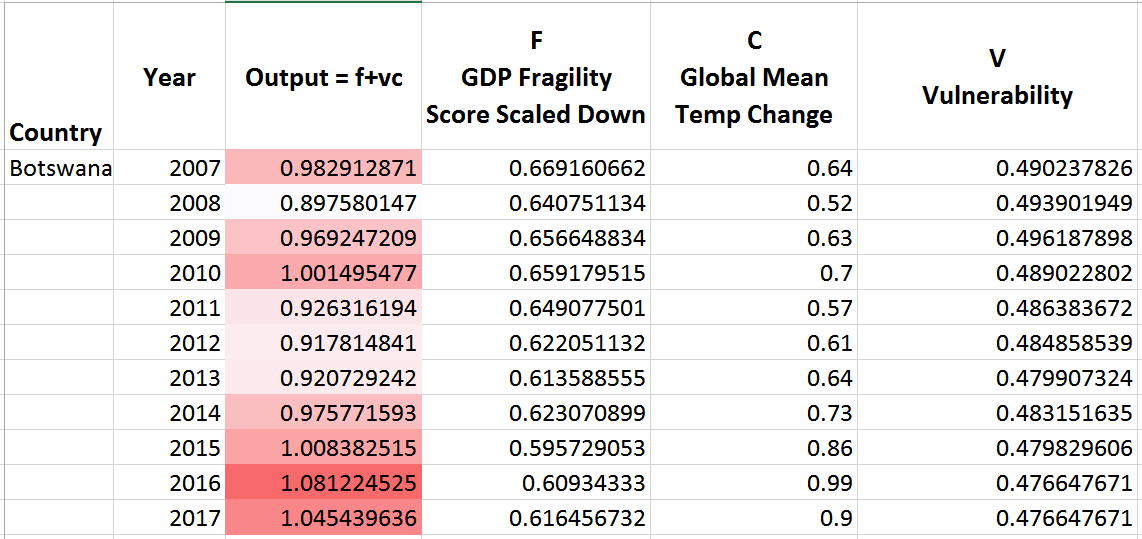 Country Year Output = f+vc F GDP Fragility Score Scaled Down C Global Mean Temp Change V Vulnerability
Botswana 2007 0.982912871 0.669160662 0.64 0.490237826
2008 0.897580147 0.640751134 0.52 0.493901949
2009 0.969247209 0.656648834 0.63 0.496187898
2010 1.001495477 0.659179515 0.7 0.489022802
2011 0.926316194 0.649077501 0.57 0.486383672
2012 0.917814841 0.622051132 0.61 0.484858539
2013 0.920729242 0.613588555 0.64 0.479907324
2014 0.975771593 0.623070899 0.73 0.483151635
2015 1.008382515 0.595729053 0.86 0.479829606
2016 1.081224525 0.60934333 0.99 0.476647671
2017 1.045439636 0.616456732 0.9 0.476647671